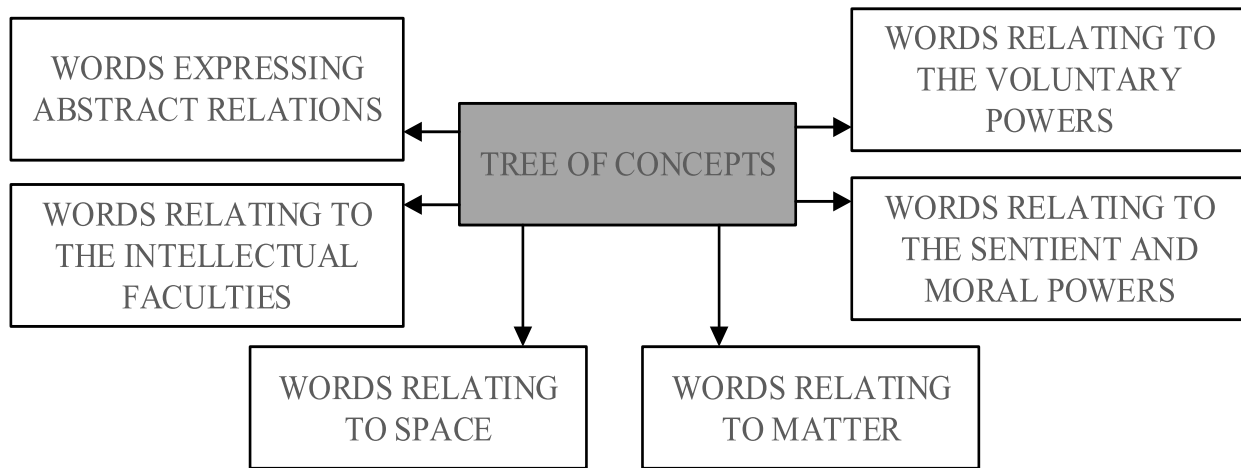 WORDS EXPRESSING
ABSTRACT RELATIONS
WORDS RELATING TO
THE INTELLECTUAL
FACULTIES
TREE OF CONCEPTS
WORDS RELATING TO
THE VOLUNTARY
POWERS
WORDS RELATING TO
THE SENTIENT AND
MORAL POWERS
WORDS RELATING
TO SPACE
WORDS RELATING
TO MATTER